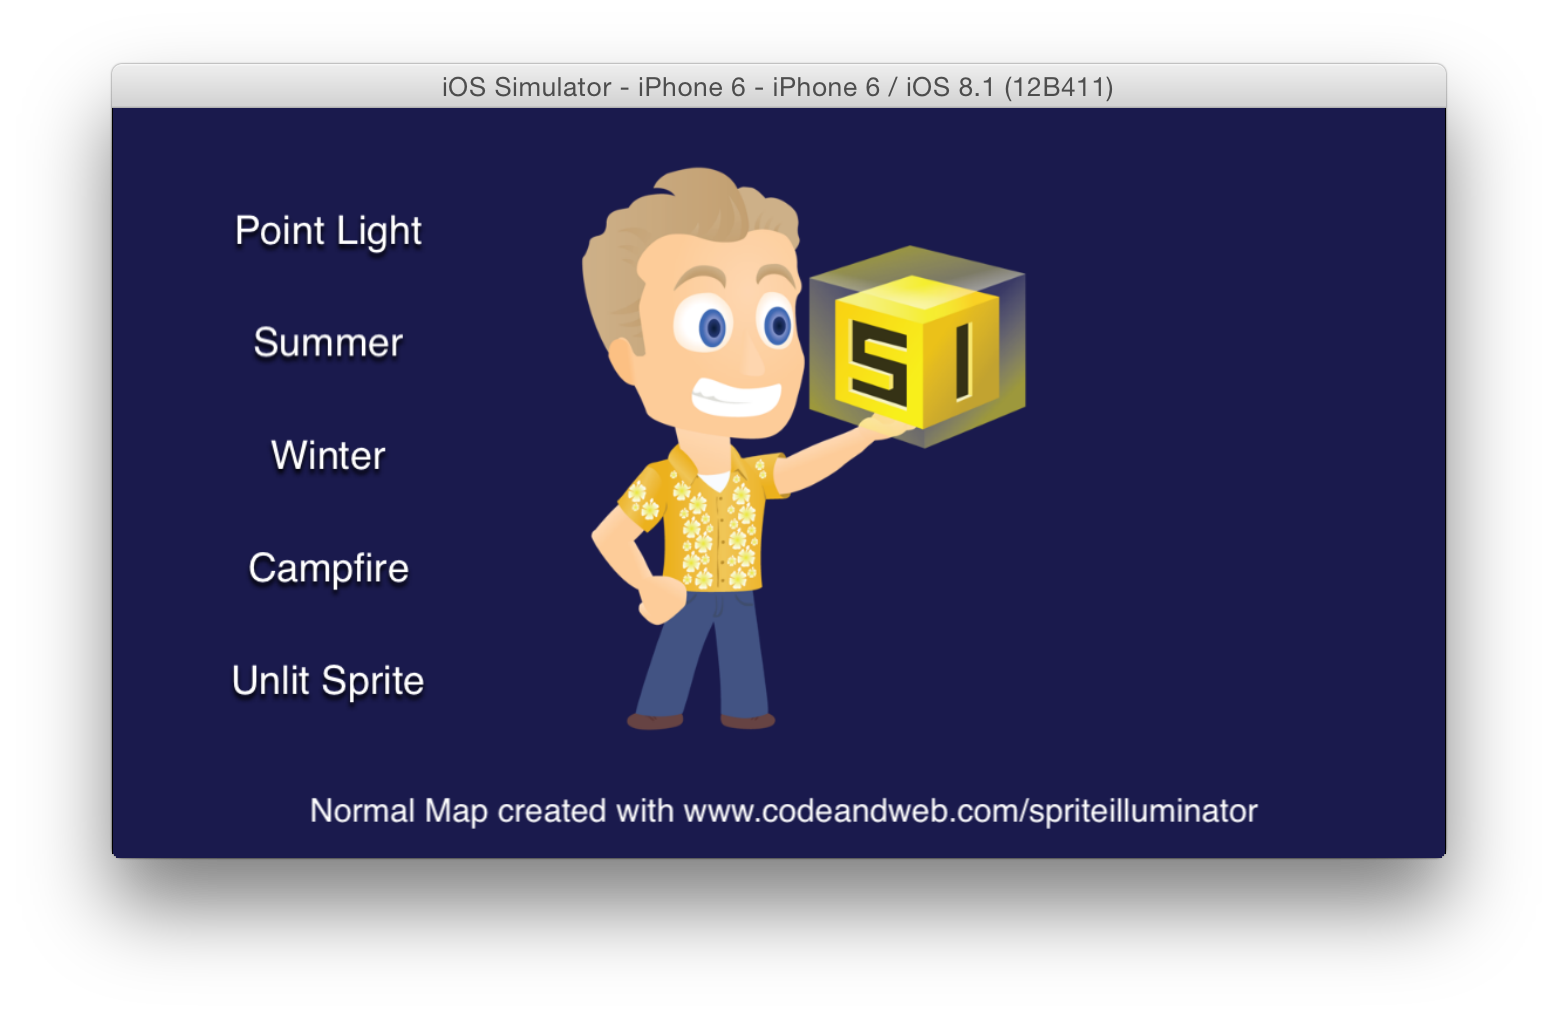 iOS Simulator - iPhone 6 - iPhone 6 / iOS 8.1 (12B411)
Point Light
Summer
Winter
Campfire
Unlit Sprite
SI
Normal Map created with www.codeandweb.com/spriteilluminator